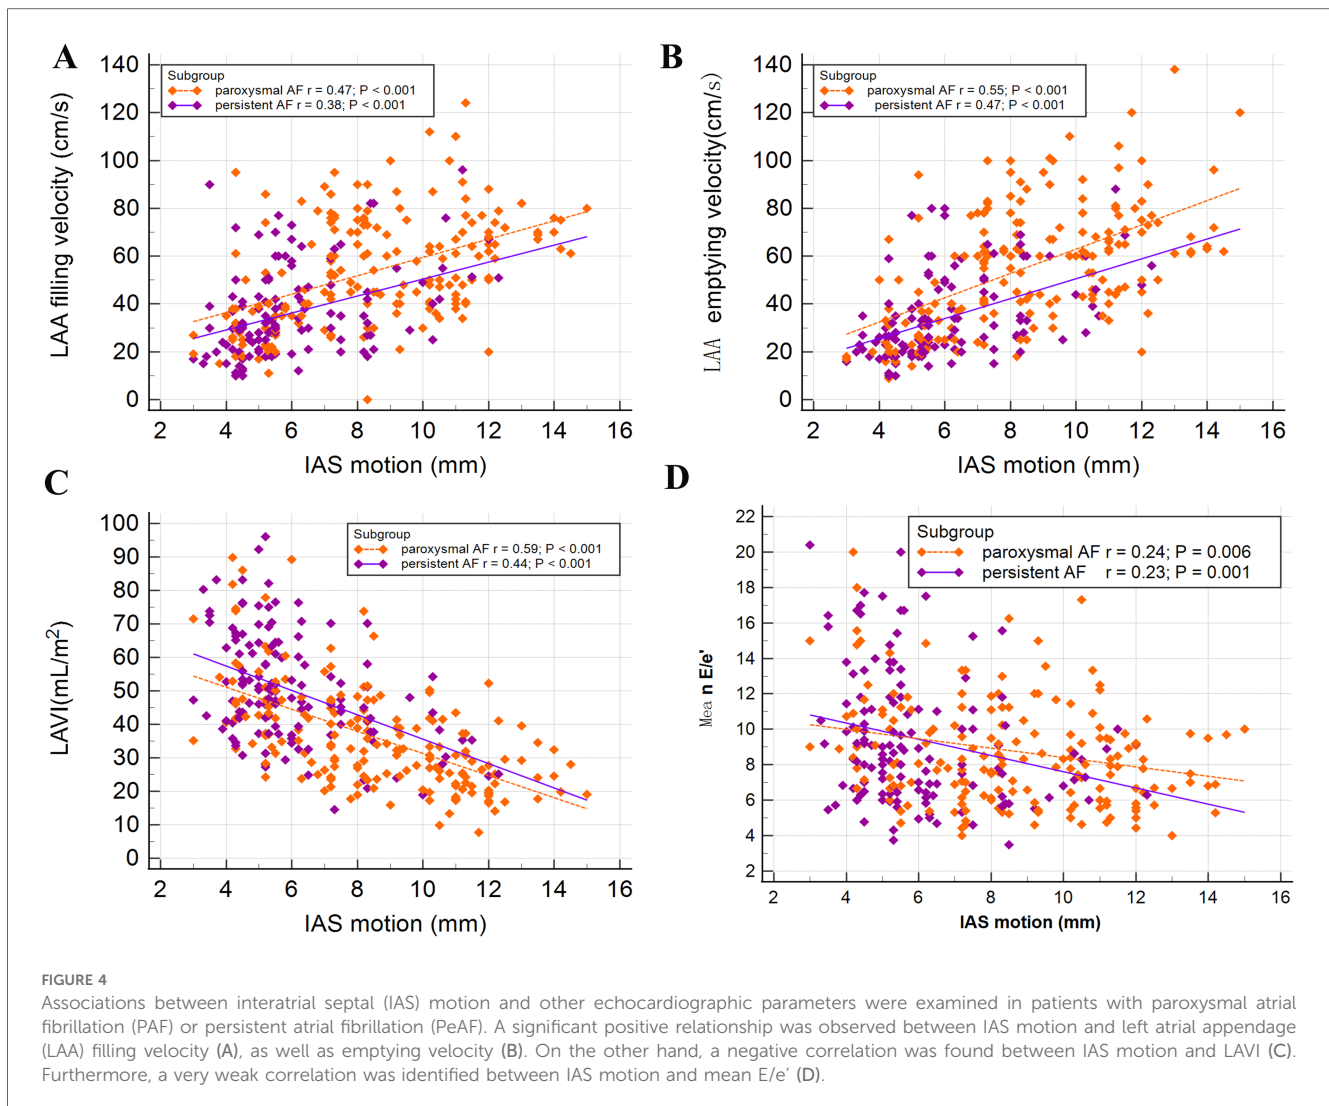 A
140
120
100
80
60
40
20
0
LAA filling velocity (cm/s)
Subgroup
paroxysmal AF r = 0.47; P < 0.001
persistent AF r = 0.38; P < 0.001
2 4 6 8 10 12 14 16
IAS motion (mm)
B
140
120
100
80
60
40
20
0
LAA emptying velocity(cm/s)
Subgroup
paroxysmal AF r = 0.55; P < 0.001
persistent AF r = 0.47; P < 0.001
2 4 6 8 10 12 14 16
IAS motion (mm)
C
100
90
80
70
60
50
40
30
20
10
0
LAVI(mL/m²)
Subgroup
paroxysmal AF r = 0.59; P < 0.001
persistent AF r = 0.44; P < 0.001
2 4 6 8 10 12 14 16
IAS motion (mm)
D
22
20
18
16
14
12
10
8
6
4
2
Mea n E/e'
Subgroup
paroxysmal AF r = 0.24; P = 0.006
persistent AF r = 0.23; P = 0.001
2 4 6 8 10 12 14 16
IAS motion (mm)
FIGURE 4
Associations between interatrial septal (IAS) motion and other echocardiographic parameters were examined in patients with paroxysmal atrial
fibrillation (PAF) or persistent atrial fibrillation (PeAF). A significant positive relationship was observed between IAS motion and left atrial appendage
(LAA) filling velocity (A), as well as emptying velocity (B). On the other hand, a negative correlation was found between IAS motion and LAVI (C).
Furthermore, a very weak correlation was identified between IAS motion and mean E/e' (D).